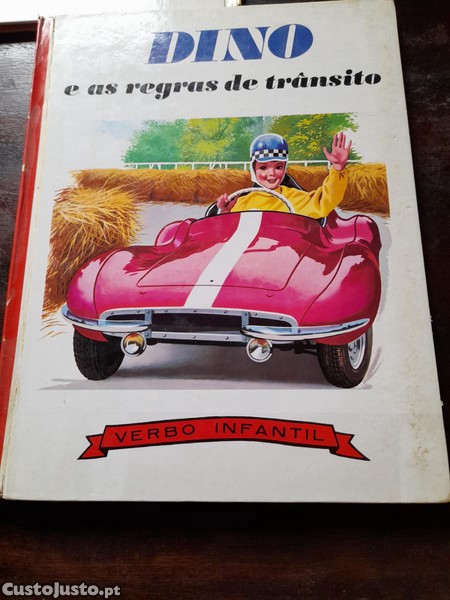 DINO
e as regras de trânsito
VERBO INFANTIL
CustoJusto.pt